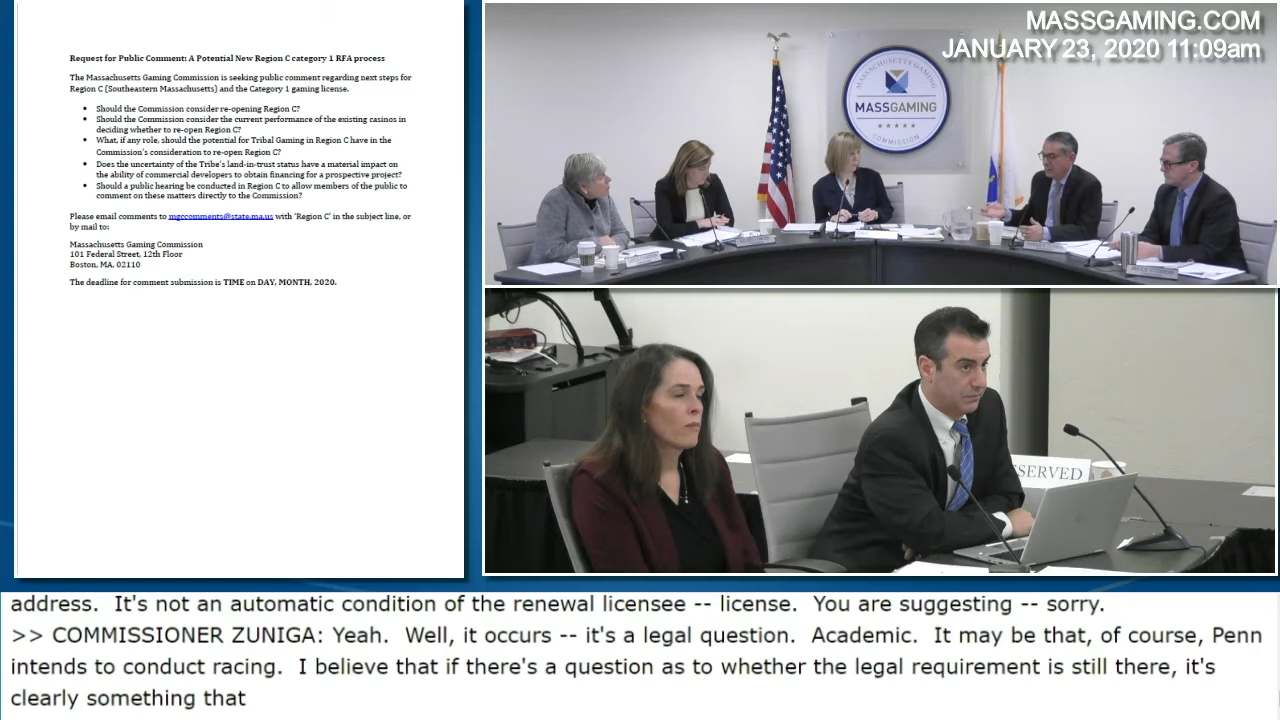 Request for Public Comment: A Potential New Region C category 1 RFA process
The Massachusetts Gaming Commission is seeking public comment regarding next steps for
Region C (Southeastern Massachusetts) and the Category 1 gaming license.
• Should the Commission consider re-opening Region C?
• Should the Commission consider the current performance of the existing casinos in
deciding whether to re-open Region C?
• What, if any role, should the potential for Tribal Gaming in Region C have in the
Commission's consideration to re-open Region C?
• Does the uncertainty of the Tribe's land-in-trust status have a material impact on
the ability of commercial developers to obtain financing for a prospective project?
• Should a public hearing be conducted in Region C to allow members of the public to
comment on these matters directly to the Commission?
Please email comments to mgccomments@state.ma.us with 'Region C' in the subject line, or
by mail to:
Massachusetts Gaming Commission
101 Federal Street, 12th Floor
Boston, MA. 02110
The deadline for comment submission is TIME on DAY, MONTH, 2020.
MASSGAMING.COM
JANUARY 23, 2020 11:09am
MASSACHUSETTS GAMING
MASSGAMING
COMMISSION
SERVED
address. It's not an automatic condition of the renewal licensee -- license. You are suggesting -- sorry.
>> COMMISSIONER ZUNIGA: Yeah. Well, it occurs -- it's a legal question. Academic. It may be that, of course, Penn
intends to conduct racing. I believe that if there's a question as to whether the legal requirement is still there, it's
clearly something that